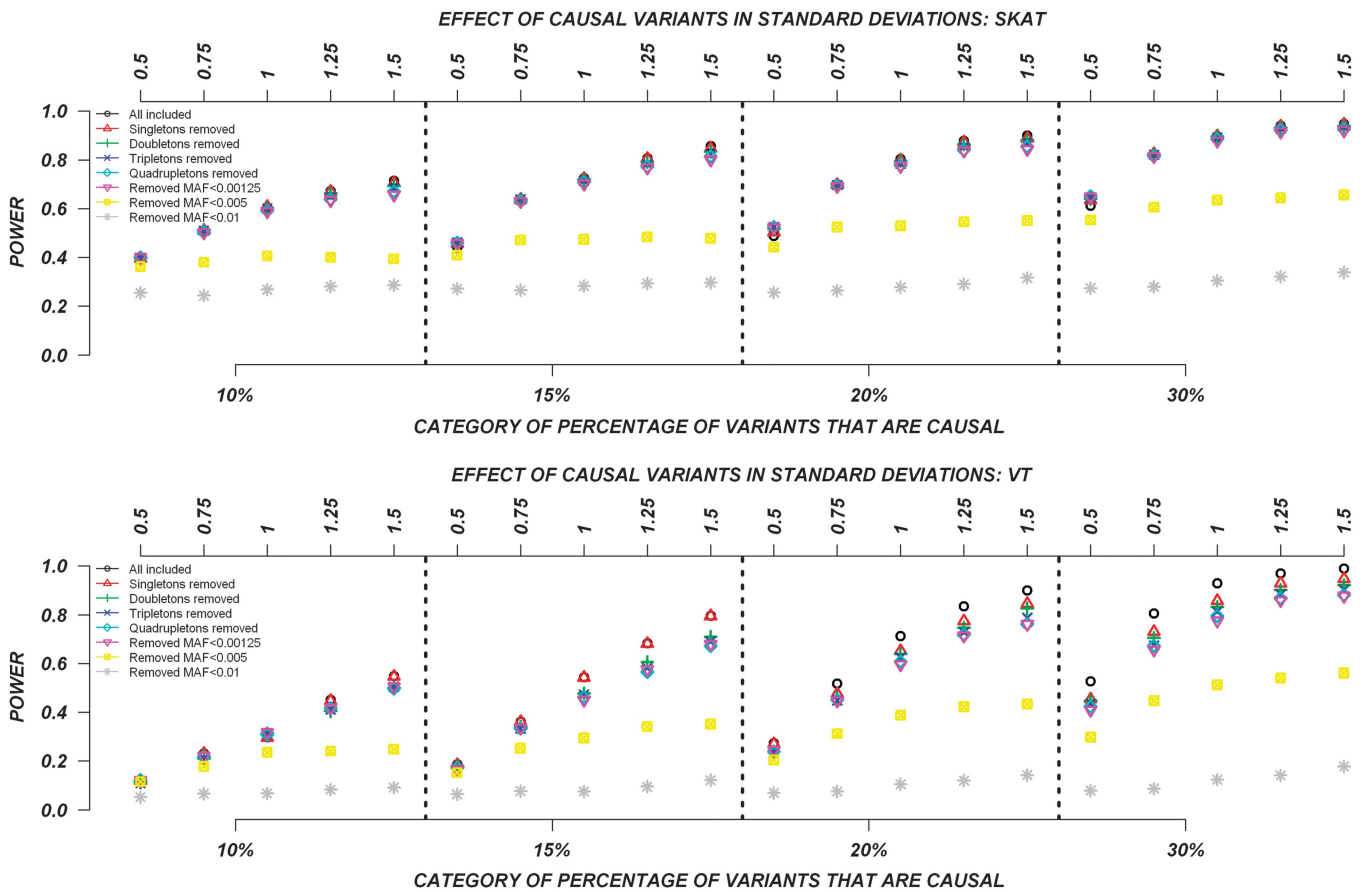 EFFECT OF CAUSAL VARIANTS IN STANDARD DEVIATIONS: SKAT
0.5 0.75 1 1.25 1.5 0.5 0.75 1 1.25 1.5 0.5 0.75 1 1.25 1.5 0.5 0.75 1 1.25 1.5
1.0
0.8
0.6
0.4
0.2
0.0
POWER
All included
Singletons removed
Doubletons removed
Tripletons removed
Quadrupletons removed
Removed MAF<0.00125
Removed MAF<0.005
Removed MAF<0.01
10% 15% 20% 30%
CATEGORY OF PERCENTAGE OF VARIANTS THAT ARE CAUSAL
EFFECT OF CAUSAL VARIANTS IN STANDARD DEVIATIONS: VT
0.5 0.75 1 1.25 1.5 0.5 0.75 1 1.25 1.5 0.5 0.75 1 1.25 1.5 0.5 0.75 1 1.25 1.5
1.0
0.8
0.6
0.4
0.2
0.0
POWER
All included
Singletons removed
Doubletons removed
Tripletons removed
Quadrupletons removed
Removed MAF<0.00125
Removed MAF<0.005
Removed MAF<0.01
10% 15% 20% 30%
CATEGORY OF PERCENTAGE OF VARIANTS THAT ARE CAUSAL